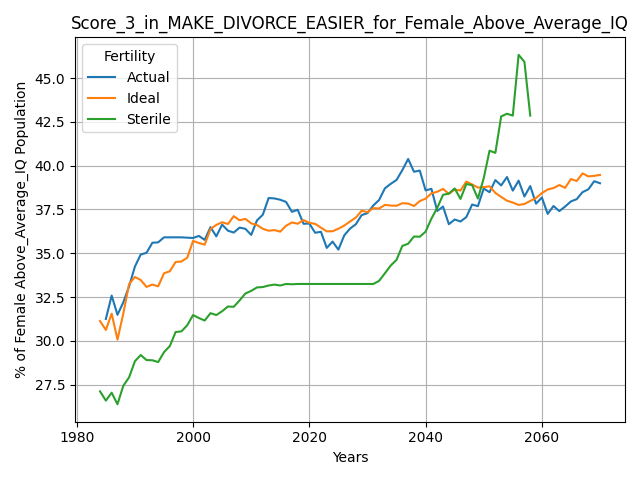 Score_3_in_MAKE_DIVORCE_EASIER_for_Female_Above_Average_IQ
Fertility
Actual
Ideal
Sterile
% of Female Above_Average_IQ Population
45.0
42.5
40.0
37.5
35.0
32.5
30.0
27.5
1980
2000
2020
2040
2060
Years